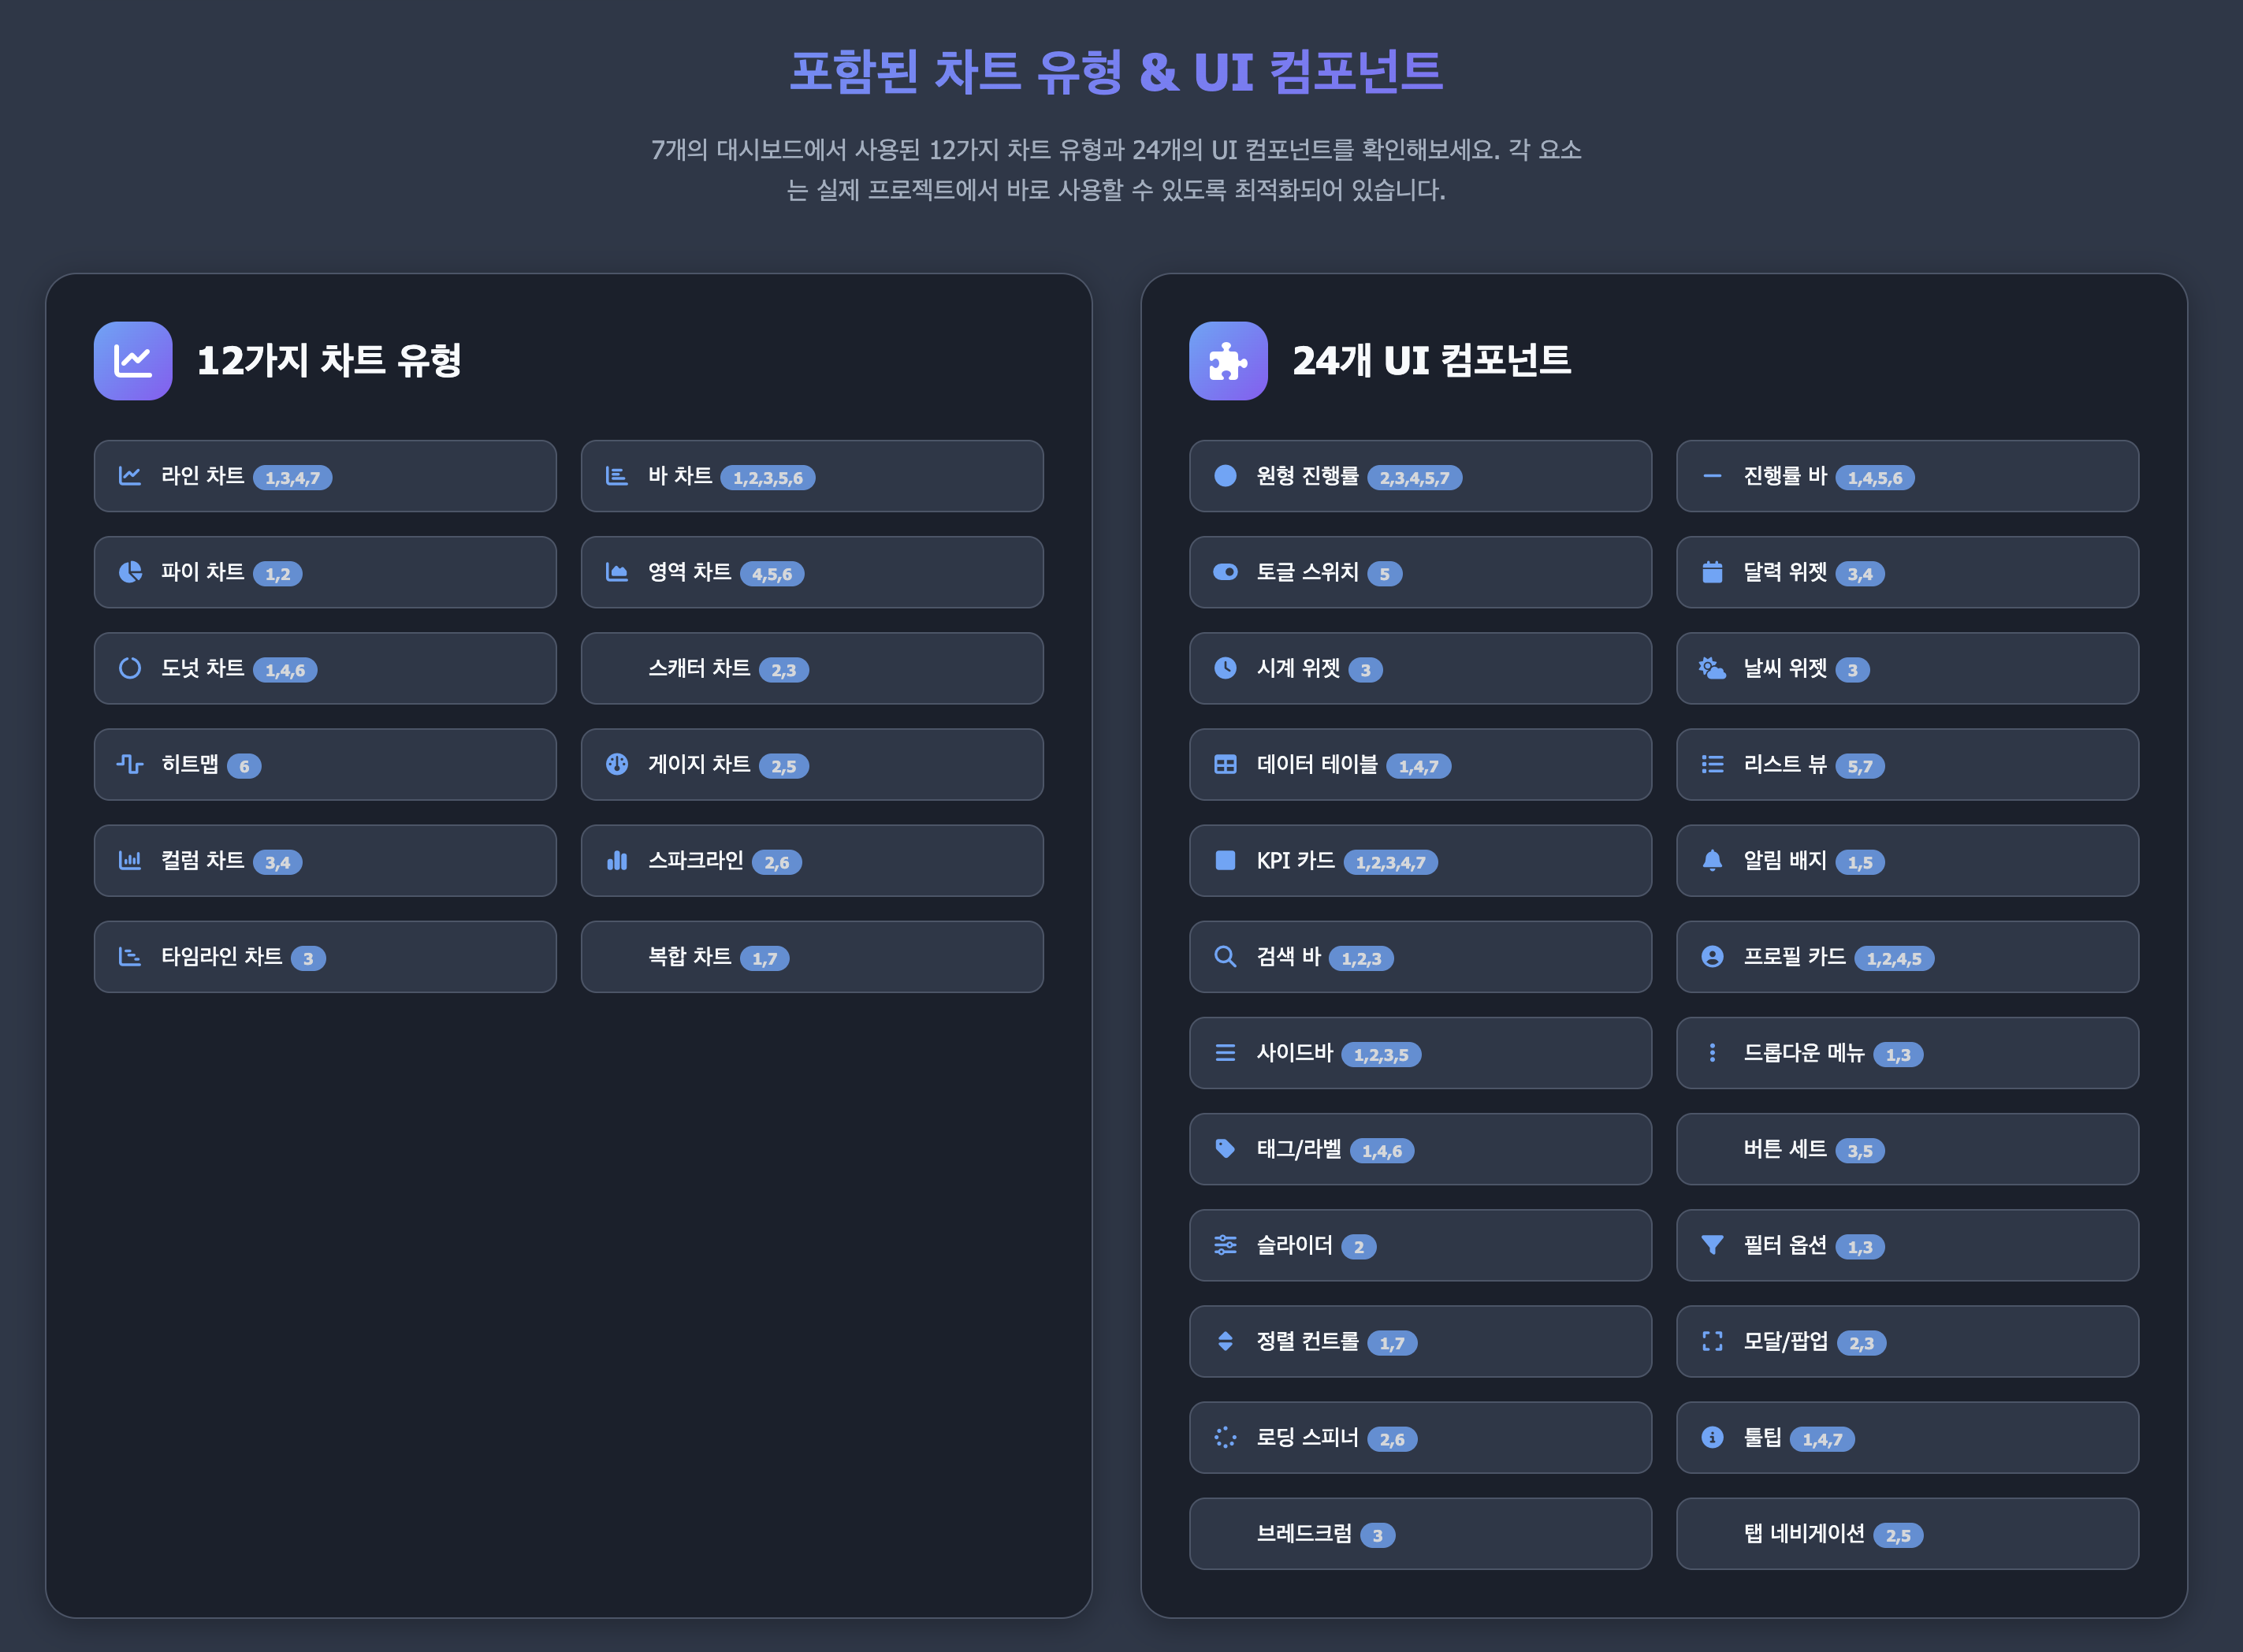 포함된 차트 유형 & UI 컴포넌트
7개의 대시보드에서 사용된 12가지 차트 유형과 24개의 UI 컴포넌트를 확인해보세요. 각 요소
는 실제 프로젝트에서 바로 사용할 수 있도록 최적화되어 있습니다.
12가지 차트 유형
라인 차트 1,3,4,7
바 차트 1,2,3,5,6
파이 차트 1,2
영역 차트 4,5,6
도넛 차트 1,4,6
스캐터 차트 2,3
히트맵 6
게이지 차트 2,5
컬럼 차트 3,4
스파크라인 2,6
타임라인 차트 3
복합 차트 1,7
24개 UI 컴포넌트
원형 진행률 2,3,4,5,7
진행률 바 1,4,5,6
토글 스위치 5
달력 위젯 3,4
시계 위젯 3
날씨 위젯 3
데이터 테이블 1,4,7
리스트 뷰 5,7
KPI 카드 1,2,3,4,7
알림 배지 1,5
검색 바 1,2,3
프로필 카드 1,2,4,5
사이드바 1,2,3,5
드롭다운 메뉴 1,3
태그/라벨 1,4,6
버튼 세트 3,5
슬라이더 2
필터 옵션 1,3
정렬 컨트롤 1,7
모달/팝업 2,3
로딩 스피너 2,6
툴팁 1,4,7
브레드크럼 3
탭 네비게이션 2,5